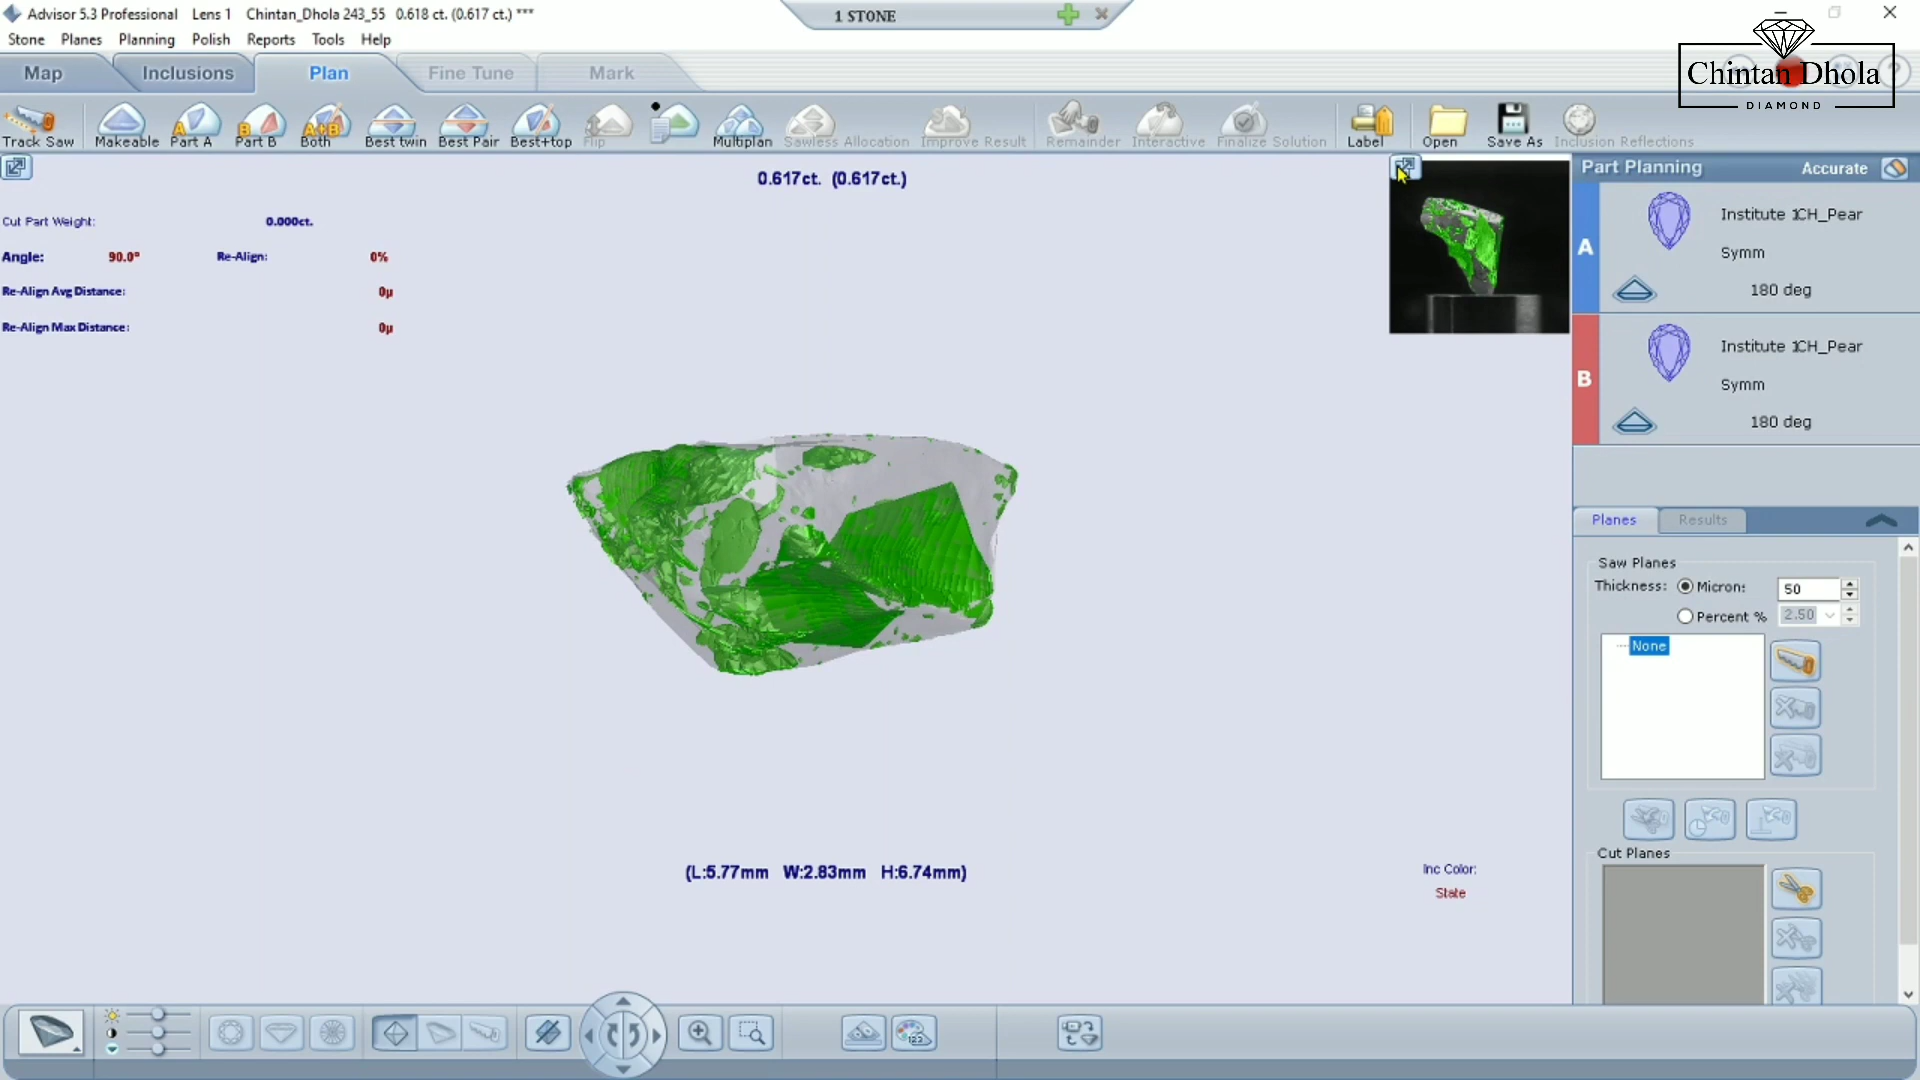 Advisor 5.3 Professional Lens 1 Chintan_Dhola 243_55 0.618 ct. (0.617 ct.) ***
1 STONE
Stone Planes Planning Polish Reports Tools Help
Chintan Dhola
DIAMOND
Map Inclusions Plan Fine Tune Mark
Track Saw Makeable Part A Part B Both Best twin Best Pair Best+top Flip Multiplan Sawless Allocation Improve Result Remainder Interactive Finalize Solution Label Open Save As Inclusion Reflections
0.617ct. (0.617ct.)
Cut Part Weight: 0.000ct.
Angle: 90.0° Re-Align: 0%
Re-Align Avg Distance: 0µ
Re-Align Max Distance: 0µ
Part Planning Accurate
A
Institute 1CH_Pear
Symm
180 deg
B
Institute 1CH_Pear
Symm
180 deg
Planes Results
Saw Planes
Thickness: Micron: 50
Percent % 2.50
None
Cut Planes
(L:5.77mm W:2.83mm H:6.74mm)
Inc Color:
State